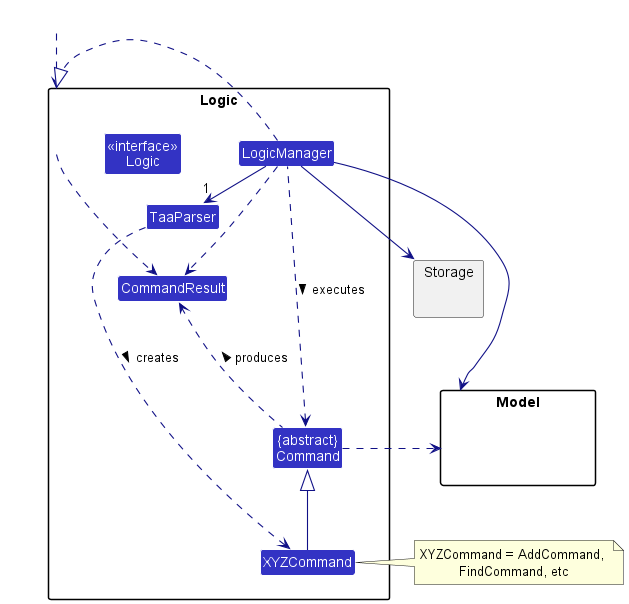 Logic
«interface»
Logic
LogicManager
1
TaaParser
Storage
CommandResult
executes
creates
produces
Model
{abstract}
Command
XYZCommand
XYZCommand = AddCommand,
FindCommand, etc